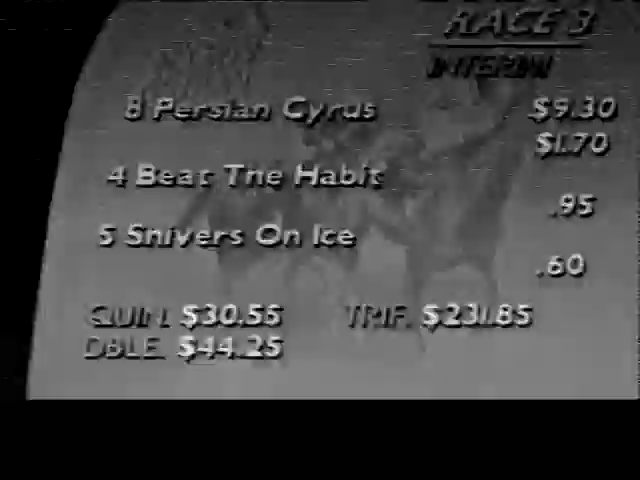 RACE 3
INTERIM
8 Persian Cyrus $9.30
$1.70
4 Beat The Habit
.95
5 Shivers On Ice
.60
QUIN. $30.55 TRIF. $231.85
DBLE. $44.25